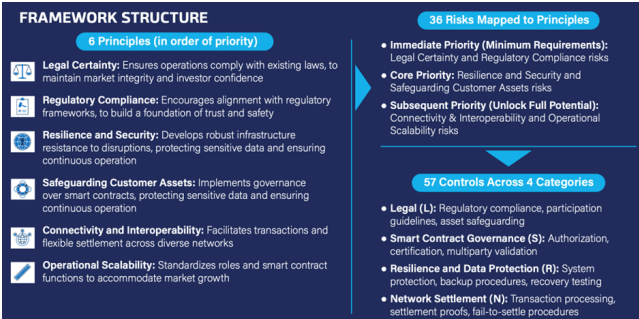 FRAMEWORK STRUCTURE
6 Principles (in order of priority)
Legal Certainty: Ensures operations comply with existing laws, to
maintain market integrity and investor confidence
Regulatory Compliance: Encourages alignment with regulatory
frameworks, to build a foundation of trust and safety
Resilience and Security: Develops robust infrastructure
resistance to disruptions, protecting sensitive data and ensuring
continuous operation
Safeguarding Customer Assets: Implements governance
over smart contracts, protecting sensitive data and ensuring
continuous operation
Connectivity and Interoperability: Facilitates transactions and
flexible settlement across diverse networks
Operational Scalability: Standardizes roles and smart contract
functions to accommodate market growth
36 Risks Mapped to Principles
• Immediate Priority (Minimum Requirements):
Legal Certainty and Regulatory Compliance risks
• Core Priority: Resilience and Security and
Safeguarding Customer Assets risks
• Subsequent Priority (Unlock Full Potential):
Connectivity & Interoperability and Operational
Scalability risks
57 Controls Across 4 Categories
• Legal (L): Regulatory compliance, participation
guidelines, asset safeguarding
• Smart Contract Governance (S): Authorization,
certification, multiparty validation
• Resilience and Data Protection (R): System
protection, backup procedures, recovery testing
• Network Settlement (N): Transaction processing,
settlement proofs, fail-to-settle procedures